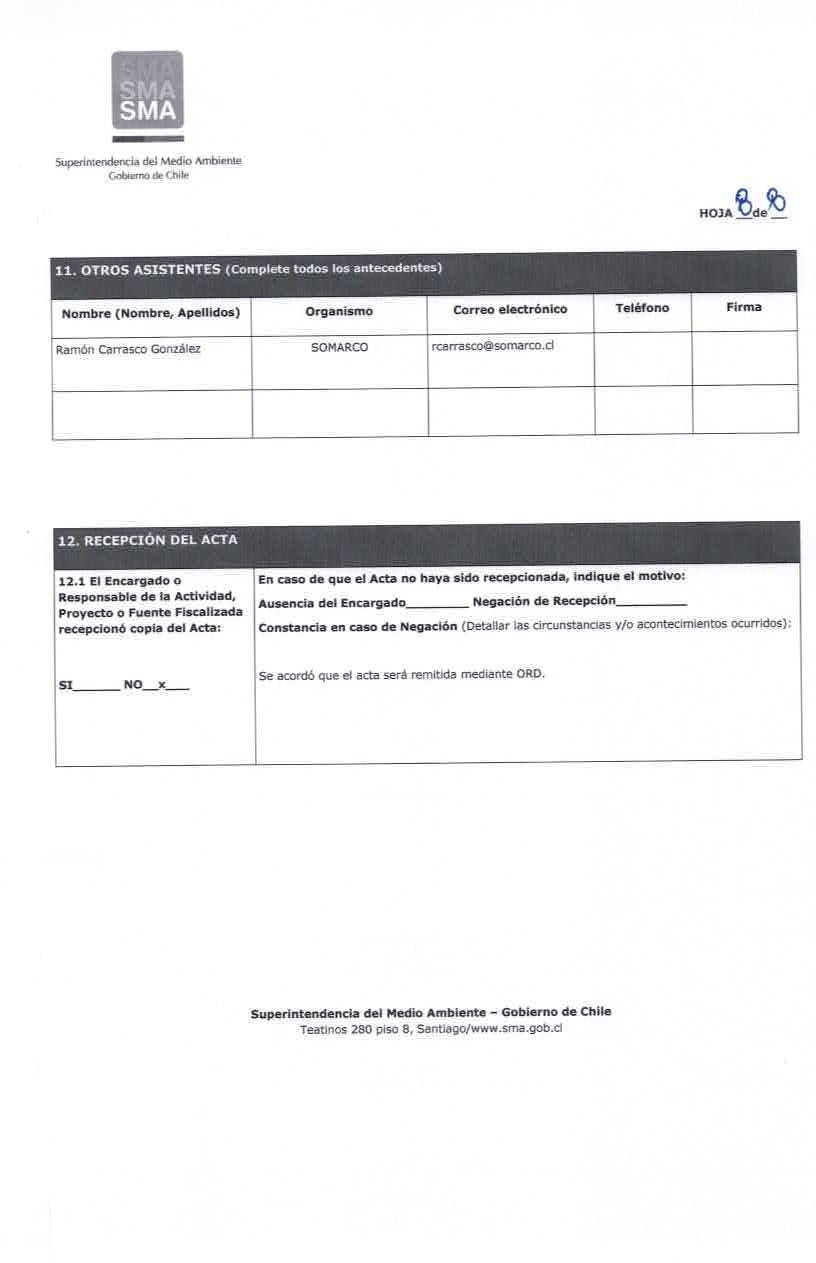 SMA
SMA
SMA
Superintendencia del Medio Ambiente
Gobierno de Chile
HOJA 8 de 8
11. OTROS ASISTENTES (Complete todos los antecedentes)
Nombre (Nombre, Apellidos) Organismo Correo electrónico Teléfono Firma
Ramón Carrasco González SOMARCO rcarrasco@somarco.cl
12. RECEPCIÓN DEL ACTA
12.1 El Encargado o
Responsable de la Actividad,
Proyecto o Fuente Fiscalizada
recepcionó copia del Acta:
SI_______ NO__x___
En caso de que el Acta no haya sido recepcionada, indique el motivo:
Ausencia del Encargado_________ Negación de Recepción__________
Constancia en caso de Negación (Detallar las circunstancias y/o acontecimientos ocurridos):
Se acordó que el acta será remitida mediante ORD.
Superintendencia del Medio Ambiente – Gobierno de Chile
Teatinos 280 piso 8, Santiago/www.sma.gob.cl